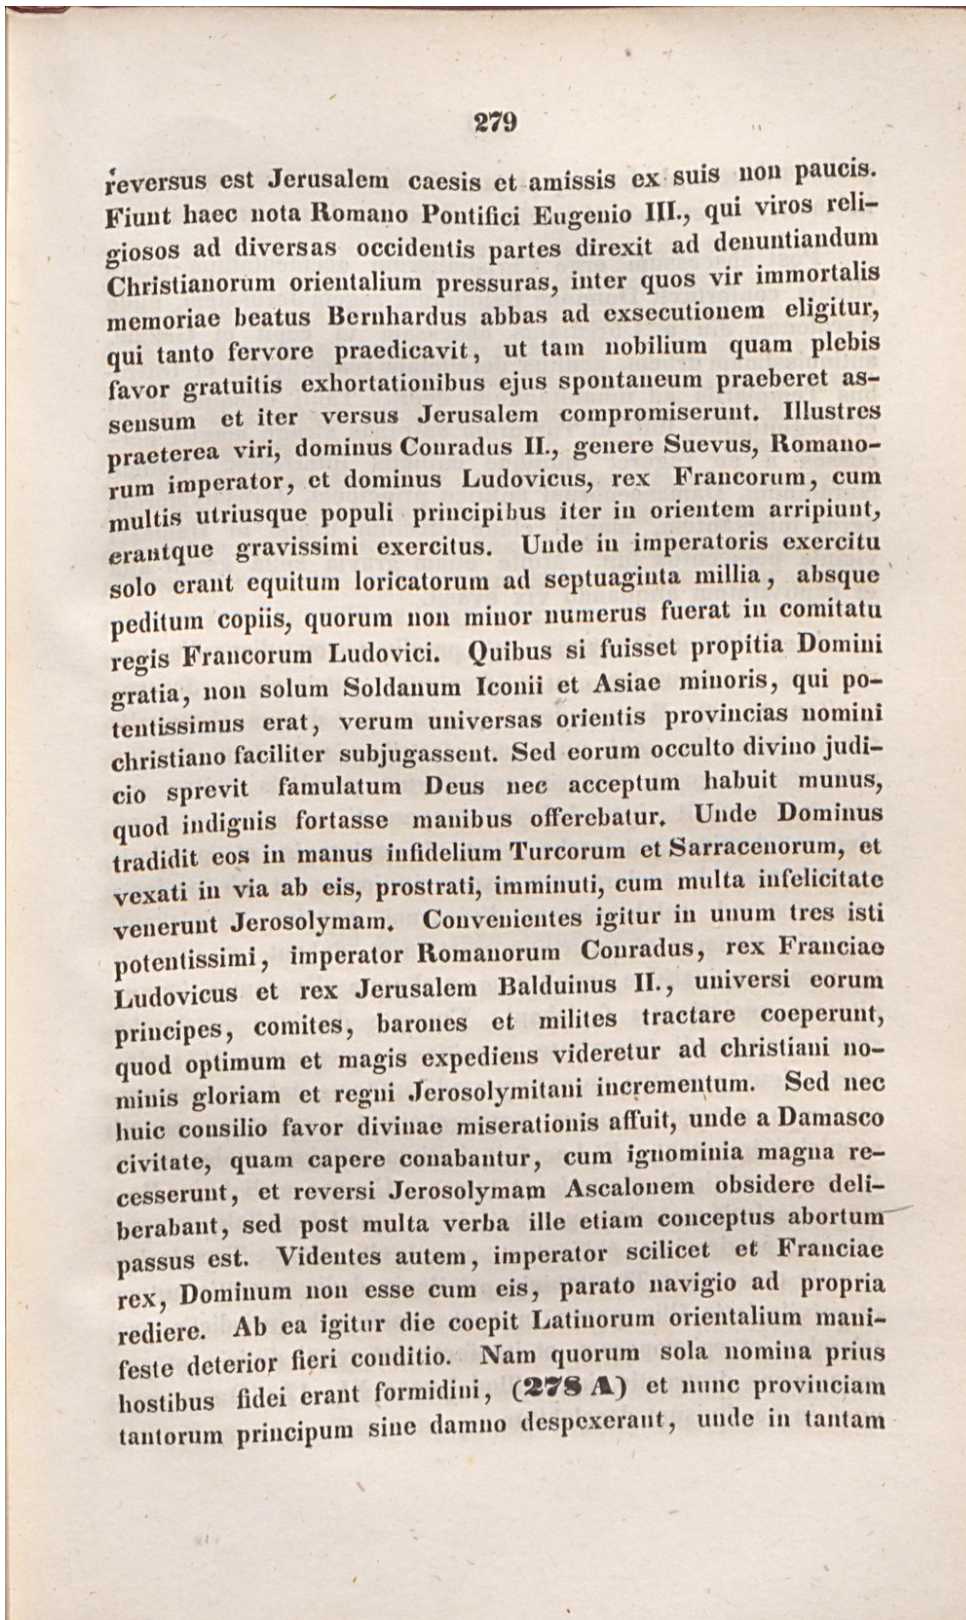 279
reversus est Jerusalem caesis et amissis ex suis non paucis.
Fiunt haec nota Romano Pontifici Eugenio III., qui viros reli-
giosos ad diversas occidentis partes direxit ad denuntiandum
Christianorum orientalium pressuras, inter quos vir immortalis
memoriae beatus Bernhardus abbas ad exsecutionem eligitur,
qui tanto fervore praedicavit, ut tam nobilium quam plebis
favor gratuitis exhortationibus ejus spontaneum praeberet as-
sensum et iter versus Jerusalem compromiserunt. Illustres
praeterea viri, dominus Conradus II., genere Suevus, Romano-
rum imperator, et dominus Ludovicus, rex Francorum, cum
multis utriusque populi principibus iter in orientem arripiunt,
erantque gravissimi exercitus. Unde in imperatoris exercitu
solo erant equitum loricatorum ad septuaginta millia, absque
peditum copiis, quorum non minor numerus fuerat in comitatu
regis Francorum Ludovici. Quibus si fuisset propitia Domini
gratia, non solum Soldanum Iconii et Asiae minoris, qui po-
tentissimus erat, verum universas orientis provincias nomini
christiano faciliter subjugassent. Sed eorum occulto divino judi-
cio sprevit famulatum Deus nec acceptum habuit munus,
quod indignis fortasse manibus offerebatur. Unde Dominus
tradidit eos in manus infidelium Turcorum et Sarracenorum, et
vexati in via ab eis, prostrati, imminuti, cum multa infelicitate
venerunt Jerosolymam. Convenientes igitur in unum tres isti
potentissimi, imperator Romanorum Conradus, rex Franciae
Ludovicus et rex Jerusalem Balduinus II., universi eorum
principes, comites, barones et milites tractare coeperunt,
quod optimum et magis expediens videretur ad christiani no-
minis gloriam et regni Jerosolymitani incrementum. Sed nec
huic consilio favor divinae miserationis affuit, unde a Damasco
civitate, quam capere conabantur, cum ignominia magna re-
cesserunt, et reversi Jerosolymam Ascalonem obsidere deli-
berabant, sed post multa verba ille etiam conceptus abortum
passus est. Videntes autem, imperator scilicet et Franciae
rex, Dominum non esse cum eis, parato navigio ad propria
rediere. Ab ea igitur die coepit Latinorum orientalium mani-
feste deterior fieri conditio. Nam quorum sola nomina prius
hostibus fidei erant formidini, (278 A) et nunc provinciam
tantorum principum sine damno despexerant, unde in tantam